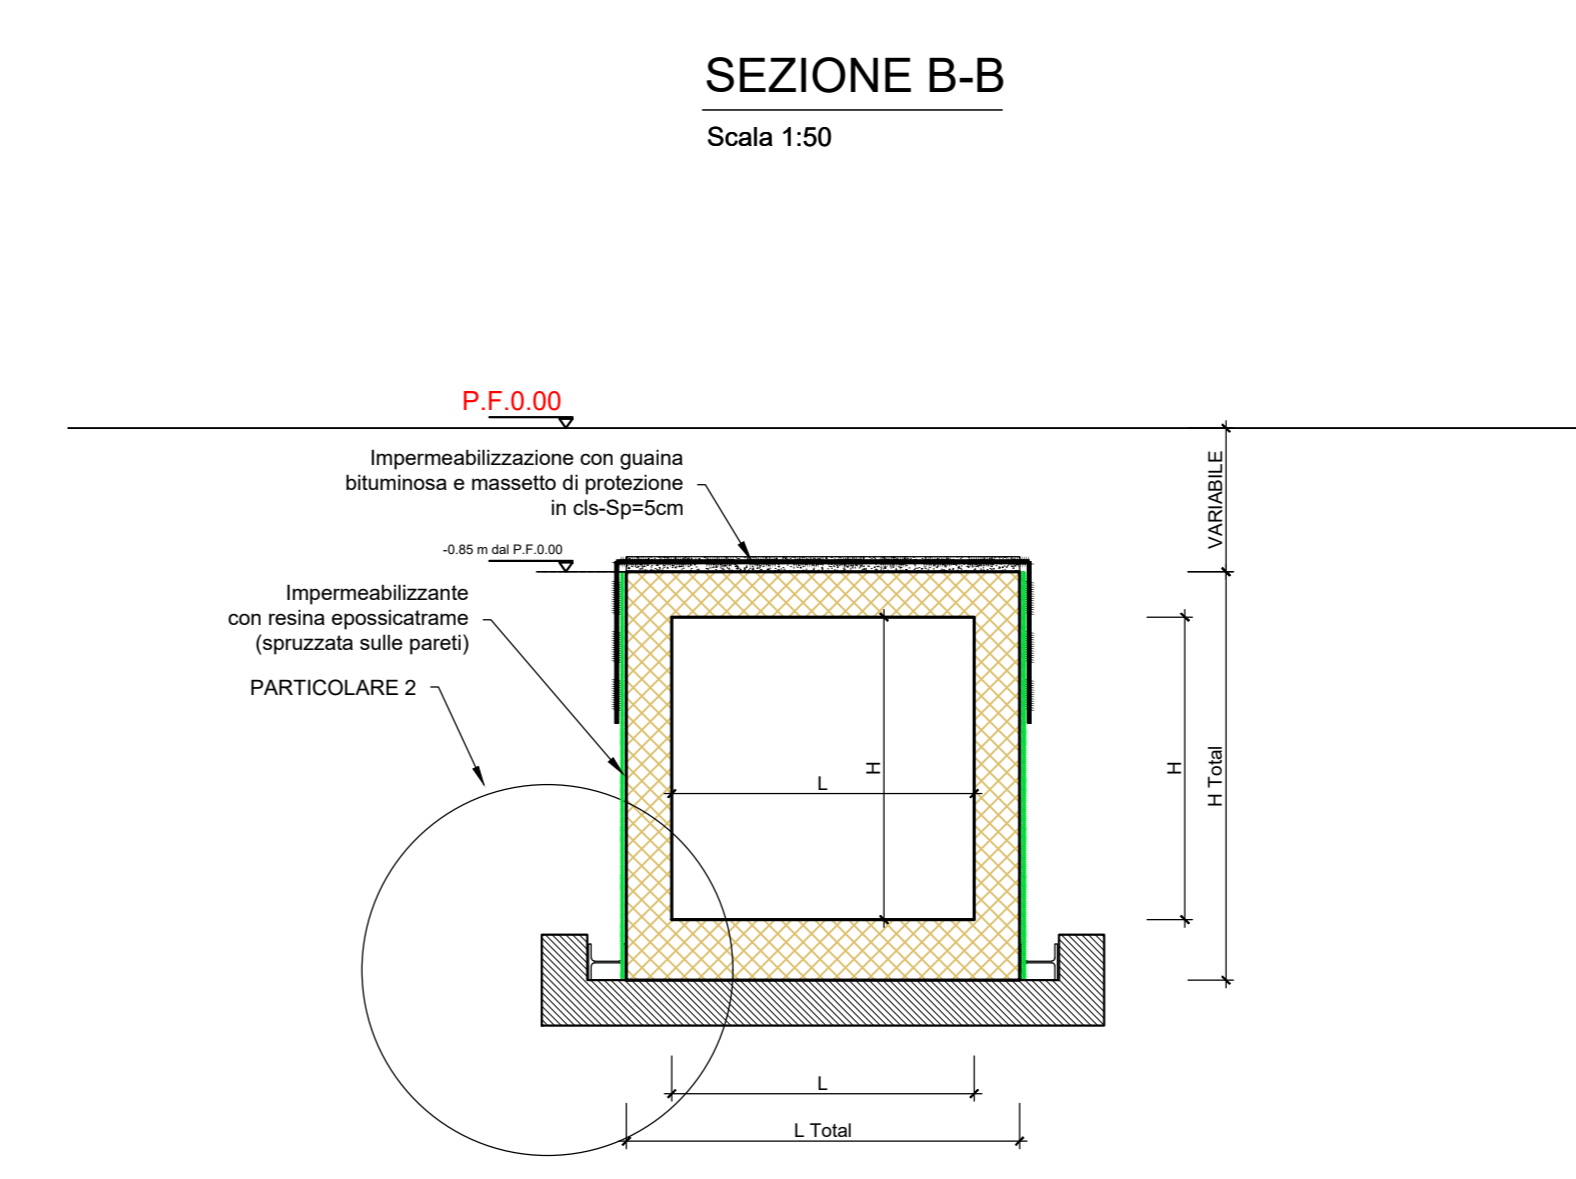 SEZIONE B-B
Scala 1:50
P.F.0.00
Impermeabilizzazione con guaina
bituminosa e massetto di protezione
in cls-Sp=5cm
VARIABILE
-0.85 m dal P.F.0.00
Impermeabilizzante
con resina epossicatrame
(spruzzata sulle pareti)
PARTICOLARE 2
H
L
H
H Total
L
L Total